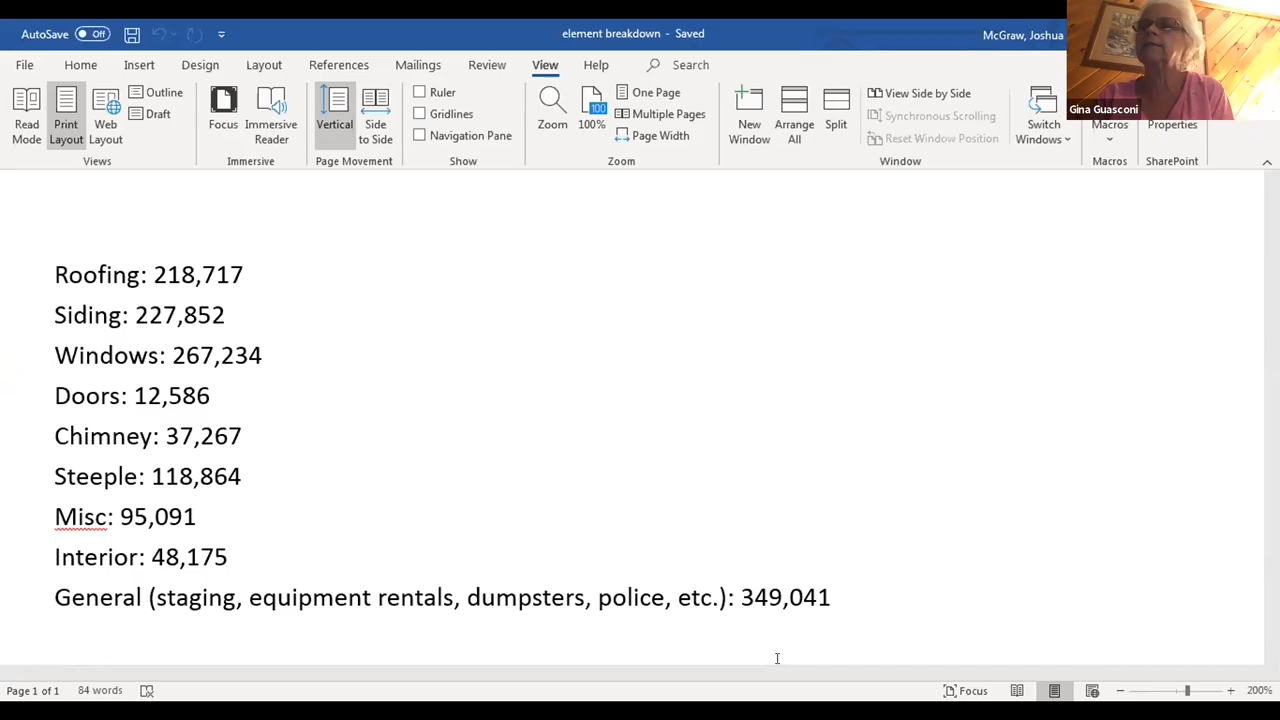 AutoSave Off
element breakdown - Saved
McGraw, Joshua
File Home Insert Design Layout References Mailings Review View Help Search
Read Mode
Print Layout
Web Layout
Outline
Draft
Views
Focus
Immersive Reader
Immersive
Vertical
Side to Side
Page Movement
Ruler
Gridlines
Navigation Pane
Show
Zoom
100
100%
One Page
Multiple Pages
Page Width
Zoom
New Window
Arrange All
Split
View Side by Side
Synchronous Scrolling
Reset Window Position
Window
Switch Windows
Macros
Macros
Properties
SharePoint
Gina Guasconi
Roofing: 218,717
Siding: 227,852
Windows: 267,234
Doors: 12,586
Chimney: 37,267
Steeple: 118,864
Misc: 95,091
Interior: 48,175
General (staging, equipment rentals, dumpsters, police, etc.): 349,041
Page 1 of 1 84 words Focus 200%